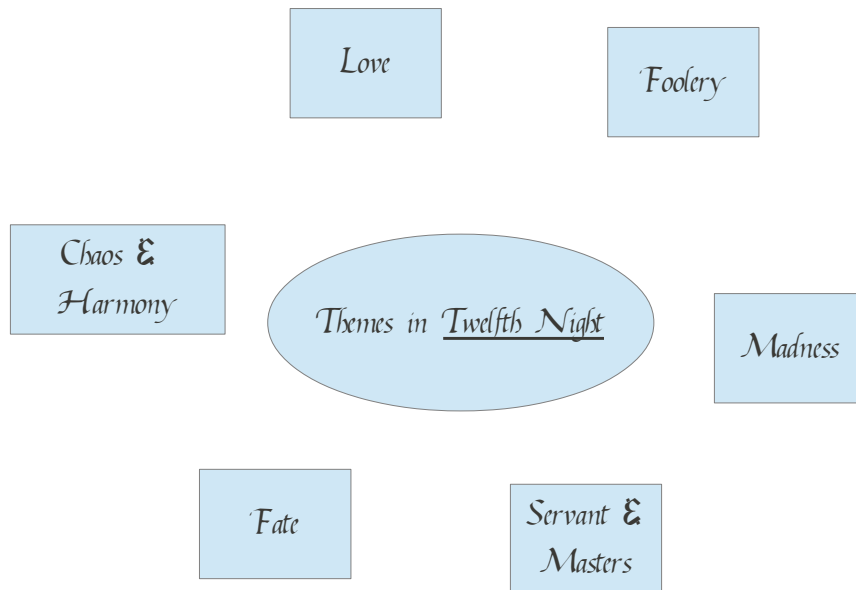 Love
Foolery
Chaos &
Harmony
Themes in Twelfth Night
Madness
Fate
Servant &
Masters